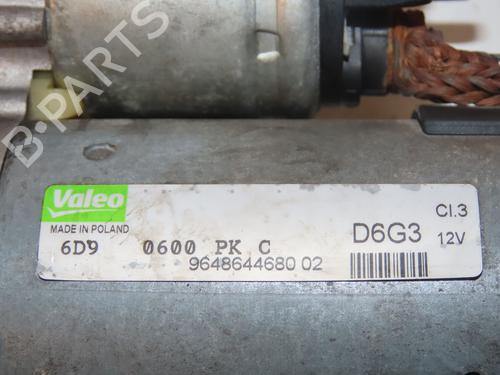 Valeo
MADE IN POLAND
6D9 0600 PK C
9648644680 02
D6G3
Cl.3
12V
B-PARTS